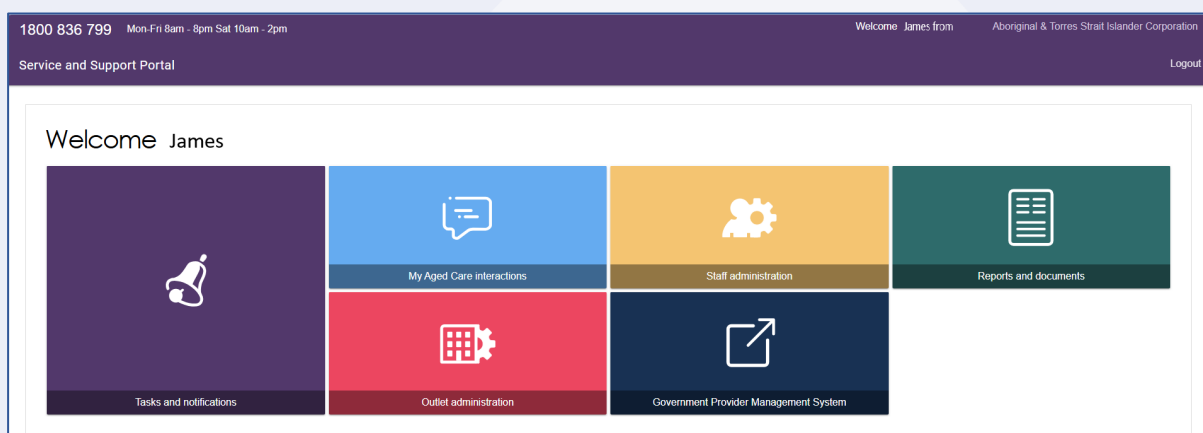 1800 836 799 Mon-Fri 8am - 8pm Sat 10am - 2pm Welcome James from Aboriginal & Torres Strait Islander Corporation
Service and Support Portal Logout
Welcome James
My Aged Care interactions Staff administration Reports and documents
Tasks and notifications Outlet administration Government Provider Management System